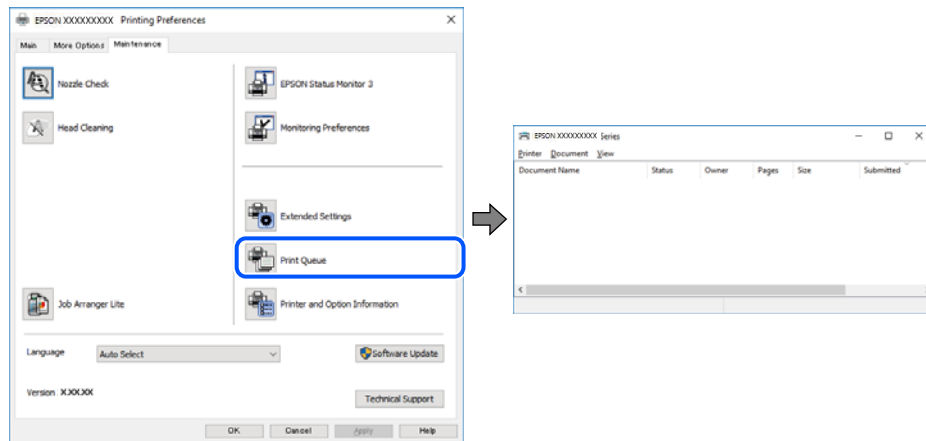 EPSON XXXXXXXXX Printing Preferences
Main More Options Maintenance
Nozzle Check
Head Cleaning
Job Arranger Lite
EPSON Status Monitor 3
Monitoring Preferences
Extended Settings
Print Queue
Printer and Option Information
Language Auto Select Software Update
Version X.XX.XX Technical Support
OK Cancel Apply Help
EPSON XXXXXXXXX Series
Printer Document View
Document Name Status Owner Pages Size Submitted